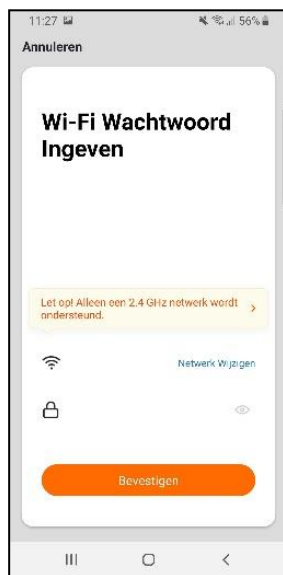 11:27 56%
Annuleren
Wi-Fi Wachtwoord
Ingeven
Let op! Alleen een 2.4 GHz netwerk wordt
ondersteund.
Netwerk Wijzigen
Bevestigen